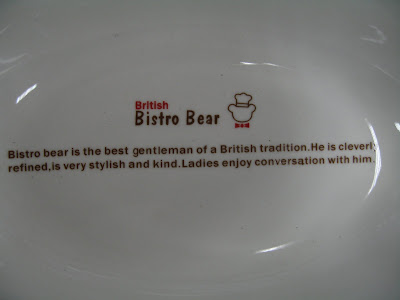 British
Bistro Bear
Bistro bear is the best gentleman of a British tradition.He is cleverly
refined,is very stylish and kind.Ladies enjoy conversation with him.